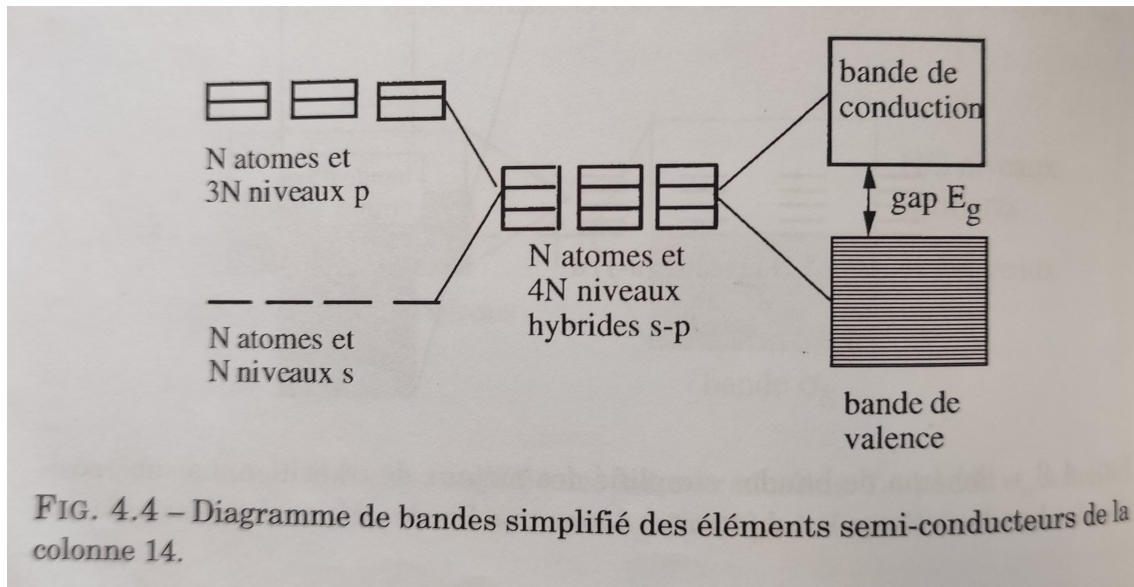 N atomes et
3N niveaux p
N atomes et
N niveaux s
N atomes et
4N niveaux
hybrides s-p
bande de
conduction
gap Eg
bande de
valence
FIG. 4.4 – Diagramme de bandes simplifié des éléments semi-conducteurs de la
colonne 14.